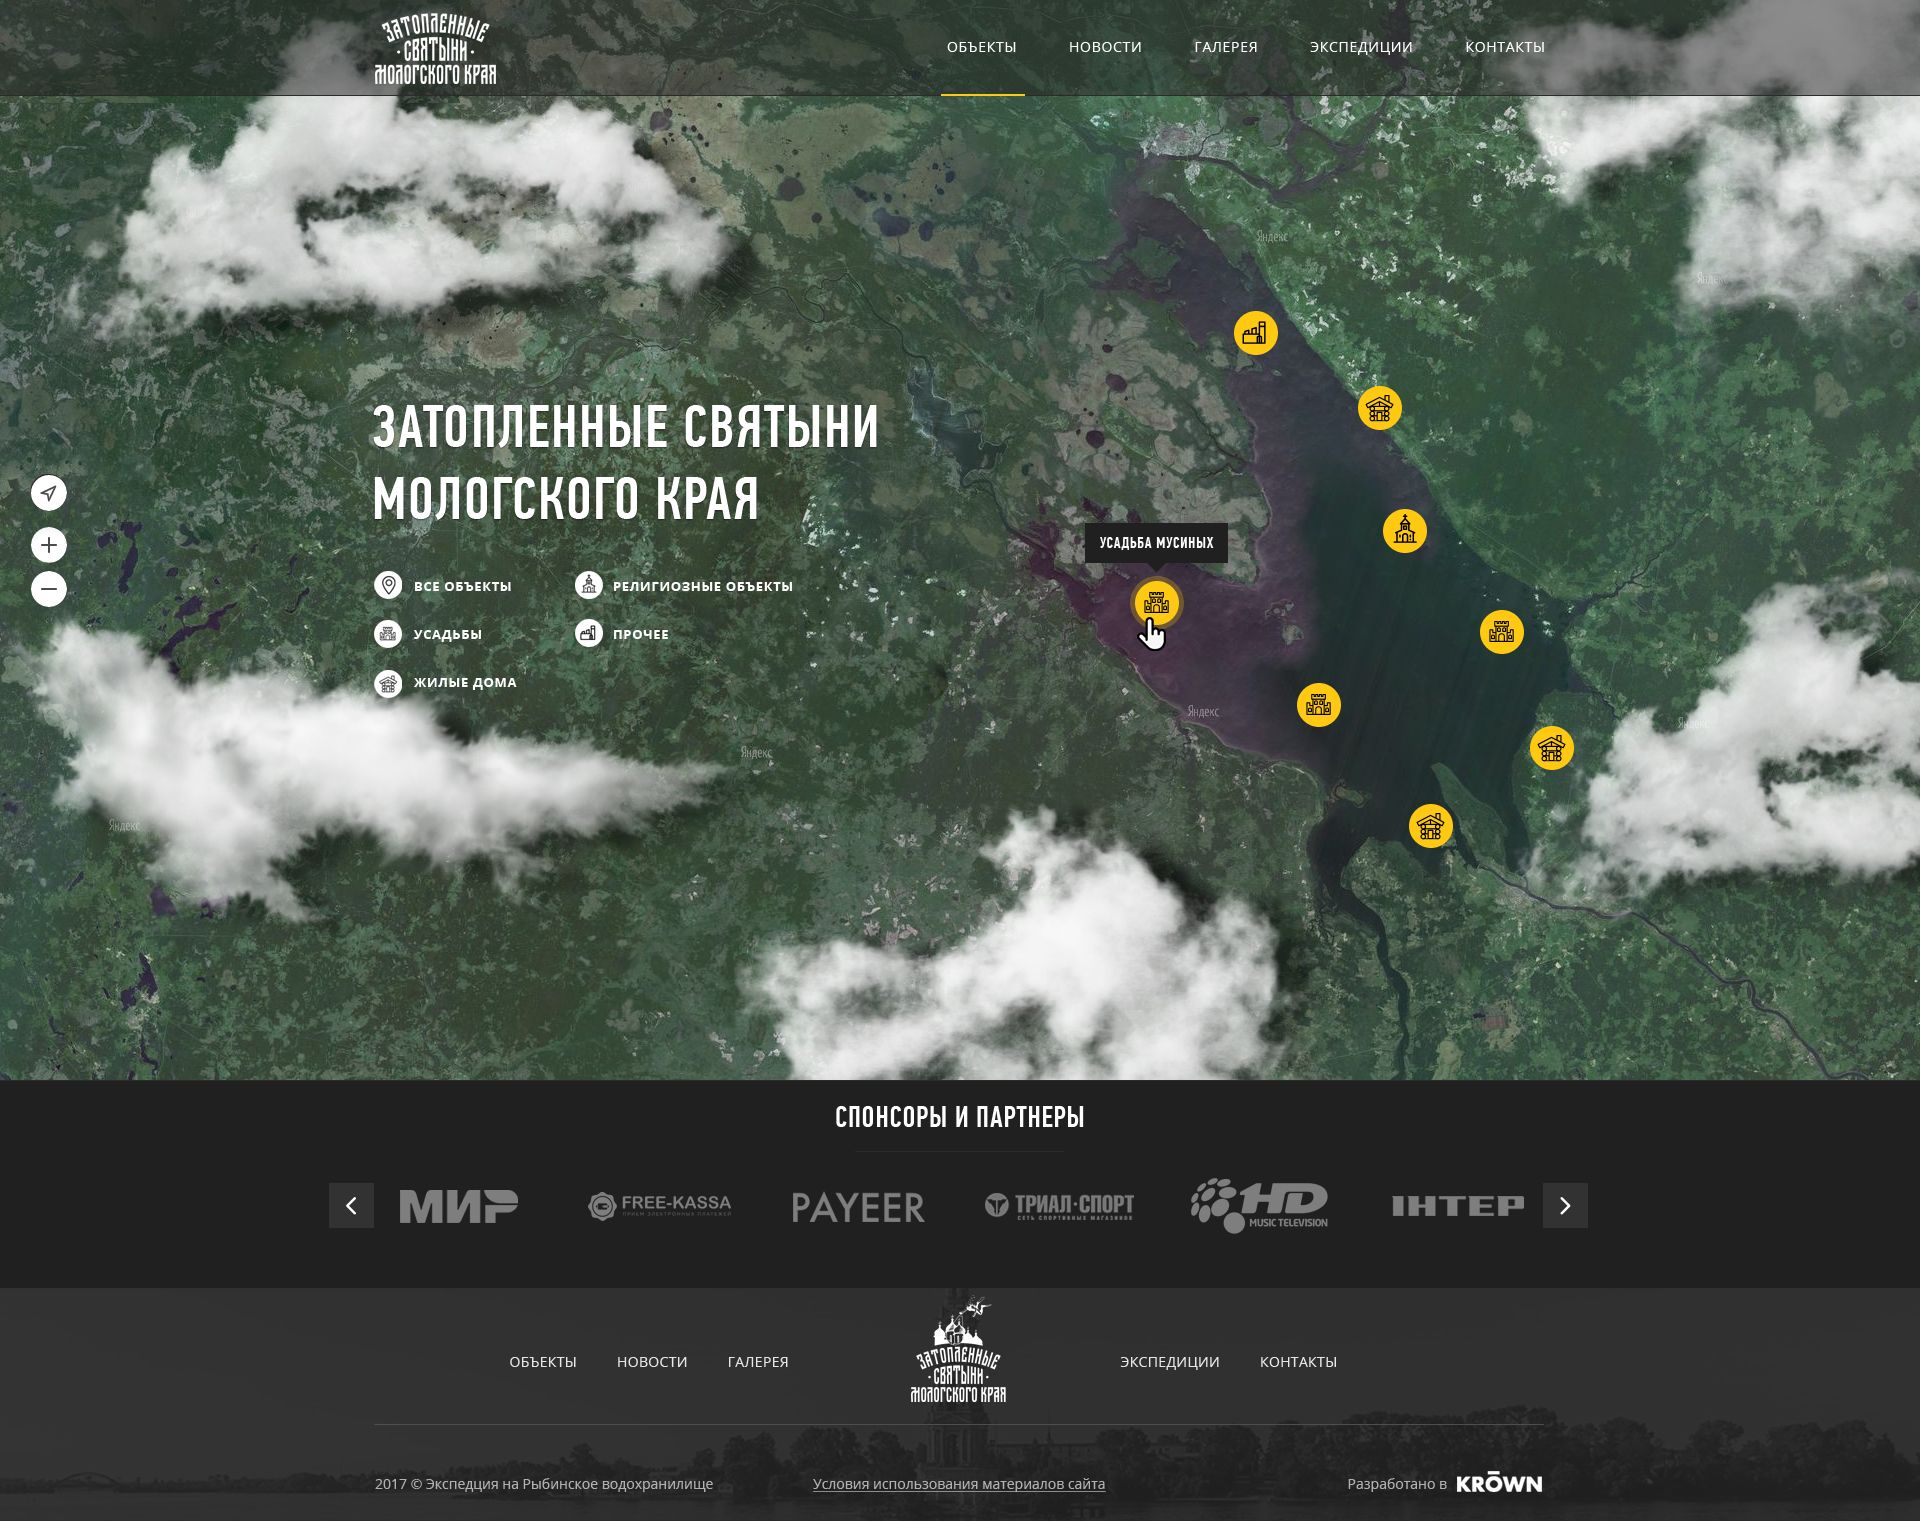 ЗАТОПЛЕННЫЕ
·СВЯТЫНИ·
МОЛОГСКОГО КРАЯ
ОБЪЕКТЫ
НОВОСТИ
ГАЛЕРЕЯ
ЭКСПЕДИЦИИ
КОНТАКТЫ
Яндекс
Яндекс
ЗАТОПЛЕННЫЕ СВЯТЫНИ
МОЛОГСКОГО КРАЯ
УСАДЬБА МУСИНЫХ
ВСЕ ОБЪЕКТЫ
РЕЛИГИОЗНЫЕ ОБЪЕКТЫ
УСАДЬБЫ
ПРОЧЕЕ
ЖИЛЫЕ ДОМА
Яндекс
Яндекс
Яндекс
Яндекс
СПОНСОРЫ И ПАРТНЕРЫ
МИР
FREE-KASSA
ПРИЕМ ЭЛЕКТРОННЫХ ПЛАТЕЖЕЙ
PAYEER
ТРИАЛ·СПОРТ
СЕТЬ СПОРТИВНЫХ МАГАЗИНОВ
HD
MUSIC TELEVISION
ІНТЕР
ОБЪЕКТЫ
НОВОСТИ
ГАЛЕРЕЯ
ЗАТОПЛЕННЫЕ
·СВЯТЫНИ·
МОЛОГСКОГО КРАЯ
ЭКСПЕДИЦИИ
КОНТАКТЫ
2017 © Экспедция на Рыбинское водохранилище
Условия использования материалов сайта
Разработано в KRŌWN